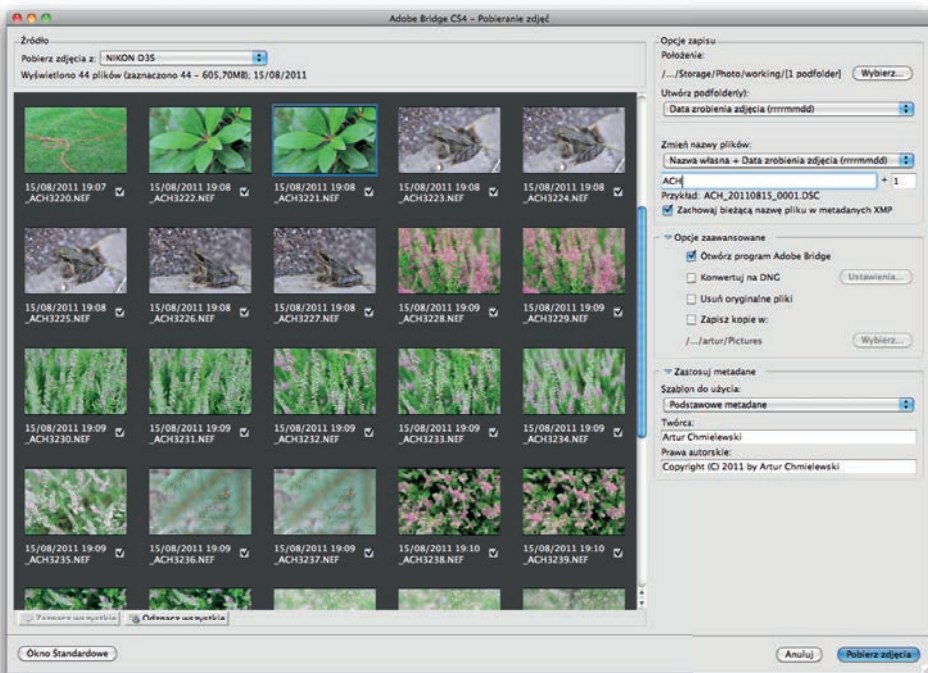 Adobe Bridge CS4 – Pobieranie zdjęć
Źródło
Pobierz zdjęcia z: NIKON D3S
Wyświetlono 44 plików (zaznaczono 44 – 605,70MB); 15/08/2011
15/08/2011 19:07
_ACH3220.NEF
15/08/2011 19:08
_ACH3222.NEF
15/08/2011 19:08
_ACH3221.NEF
15/08/2011 19:08
_ACH3223.NEF
15/08/2011 19:08
_ACH3224.NEF
15/08/2011 19:08
_ACH3225.NEF
15/08/2011 19:08
_ACH3226.NEF
15/08/2011 19:08
_ACH3227.NEF
15/08/2011 19:09
_ACH3228.NEF
15/08/2011 19:09
_ACH3229.NEF
15/08/2011 19:09
_ACH3230.NEF
15/08/2011 19:09
_ACH3231.NEF
15/08/2011 19:09
_ACH3232.NEF
15/08/2011 19:09
_ACH3233.NEF
15/08/2011 19:09
_ACH3234.NEF
15/08/2011 19:09
_ACH3235.NEF
15/08/2011 19:09
_ACH3236.NEF
15/08/2011 19:09
_ACH3237.NEF
15/08/2011 19:10
_ACH3238.NEF
15/08/2011 19:10
_ACH3239.NEF
Zaznacz wszystkie
Odznacz wszystkie
Okno Standardowe
Opcje zapisu
Położenie:
/.../Storage/Photo/working/[1 podfolder] Wybierz...
Utwórz podfolder(y):
Data zrobienia zdjęcia (rrrrmmdd)
Zmień nazwy plików:
Nazwa własna + Data zrobienia zdjęcia (rrrrmmdd)
ACH + 1
Przykład: ACH_20110815_0001.DSC
Zachowaj bieżącą nazwę pliku w metadanych XMP
Opcje zaawansowane
Otwórz program Adobe Bridge
Konwertuj na DNG Ustawienia...
Usuń oryginalne pliki
Zapisz kopie w:
/.../artur/Pictures Wybierz...
Zastosuj metadane
Szablon do użycia:
Podstawowe metadane
Twórca:
Artur Chmielewski
Prawa autorskie:
Copyright (C) 2011 by Artur Chmielewski
Anuluj Pobierz zdjęcia